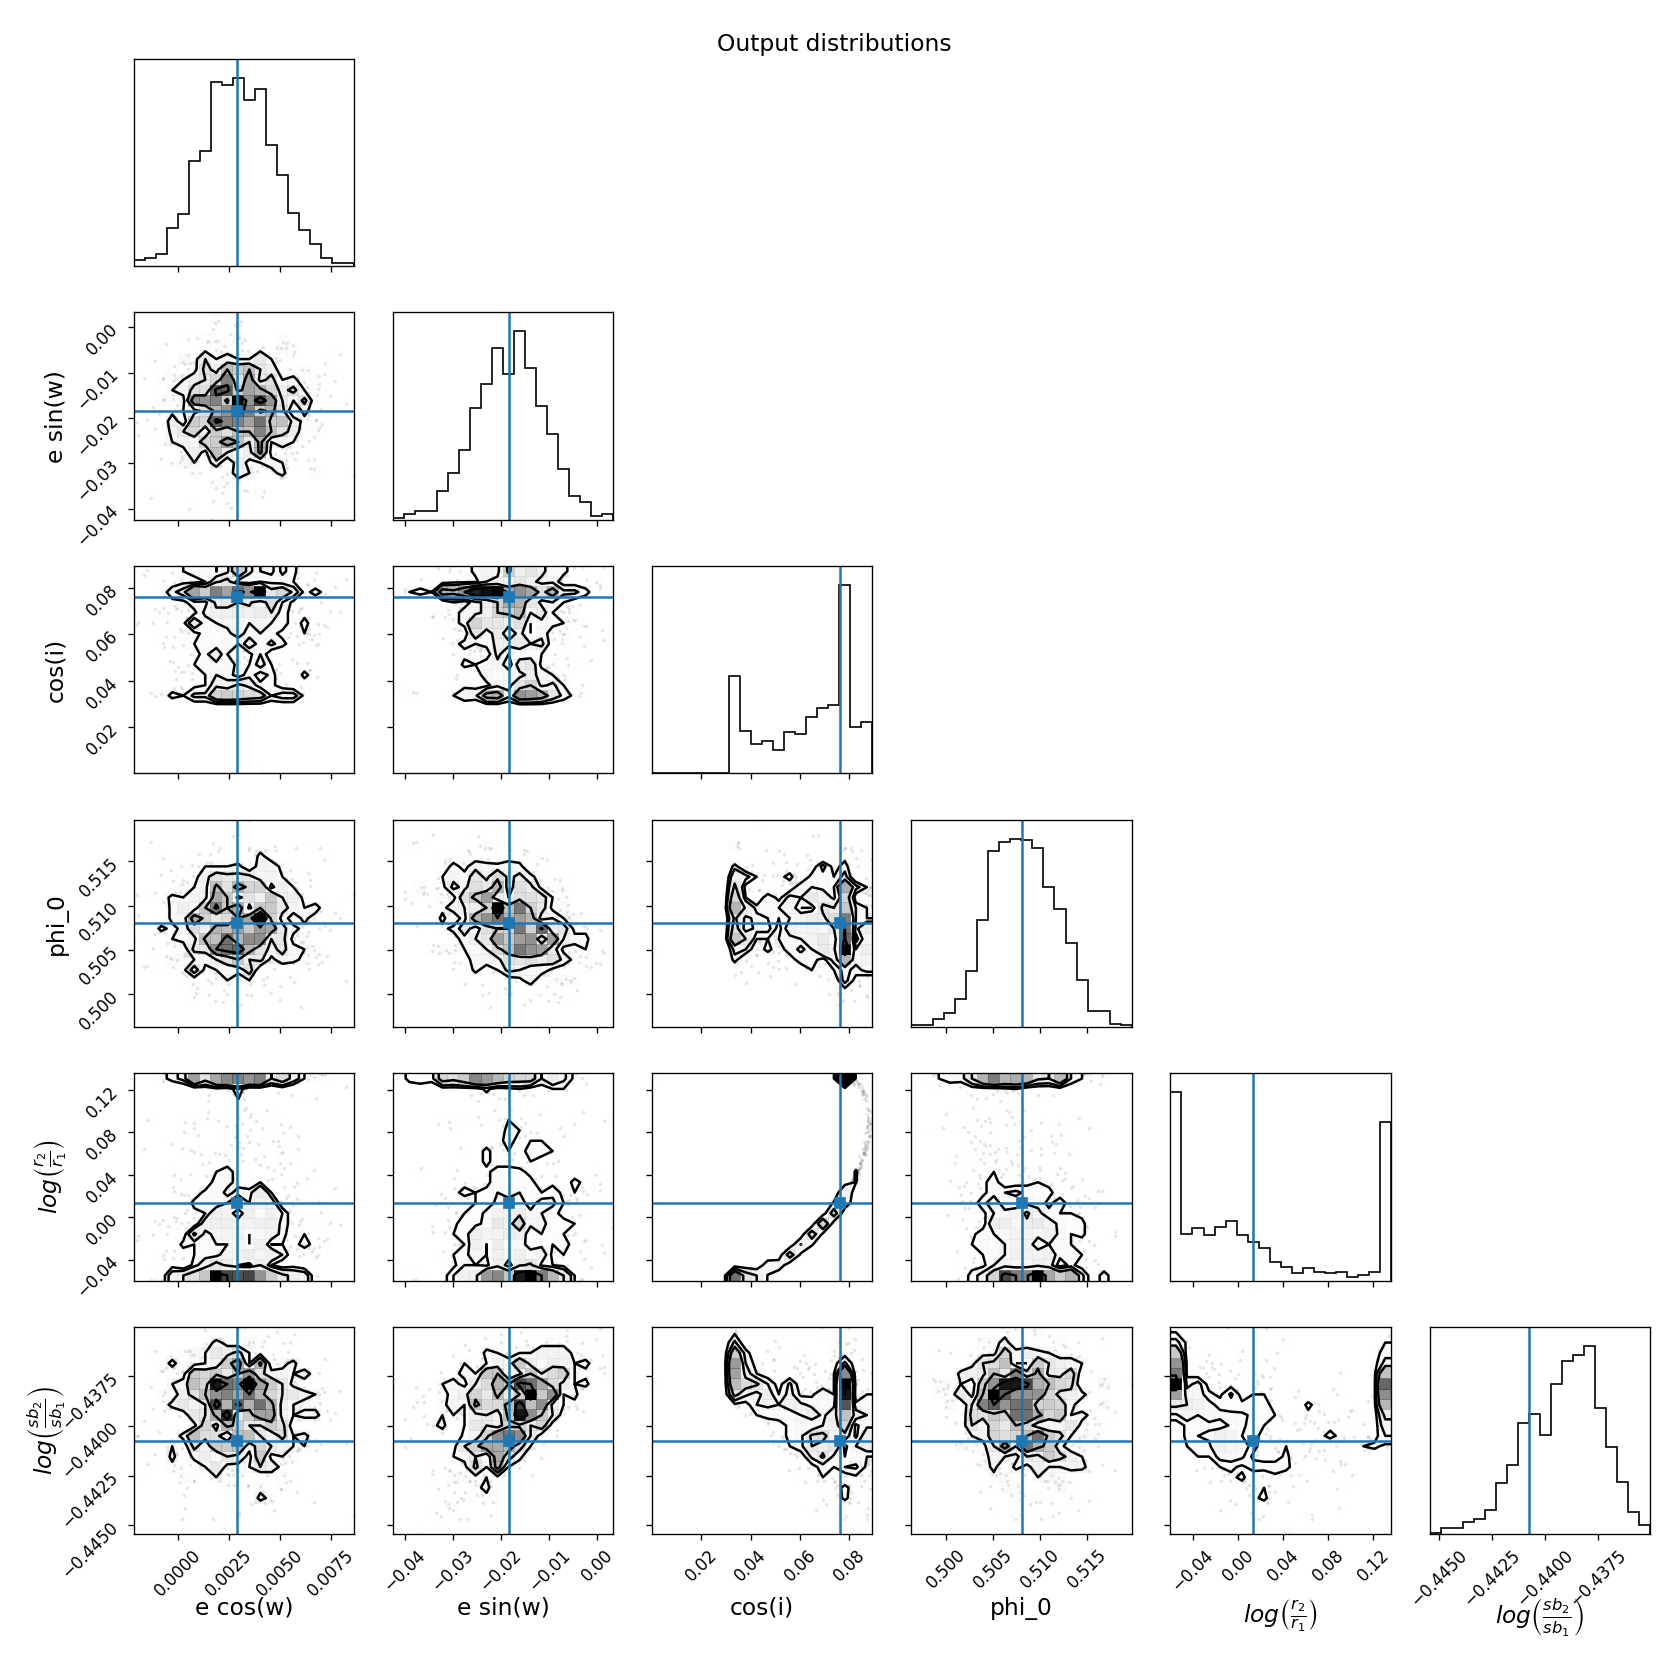 Output distributions
e sin(w)
0.00
−0.01
−0.02
−0.03
−0.04
cos(i)
0.08
0.06
0.04
0.02
phi_0
0.515
0.510
0.505
0.500
log(r₂/r₁)
0.12
0.08
0.04
0.00
−0.04
log(sb₂/sb₁)
−0.4375
−0.4400
−0.4425
−0.4450
0.0000 0.0025 0.0050 0.0075
−0.04 −0.03 −0.02 −0.01 0.00
0.02 0.04 0.06 0.08
0.500 0.505 0.510 0.515
−0.04 0.00 0.04 0.08 0.12
−0.4450 −0.4425 −0.4400 −0.4375
e cos(w)
e sin(w)
cos(i)
phi_0
log(r₂/r₁)
log(sb₂/sb₁)